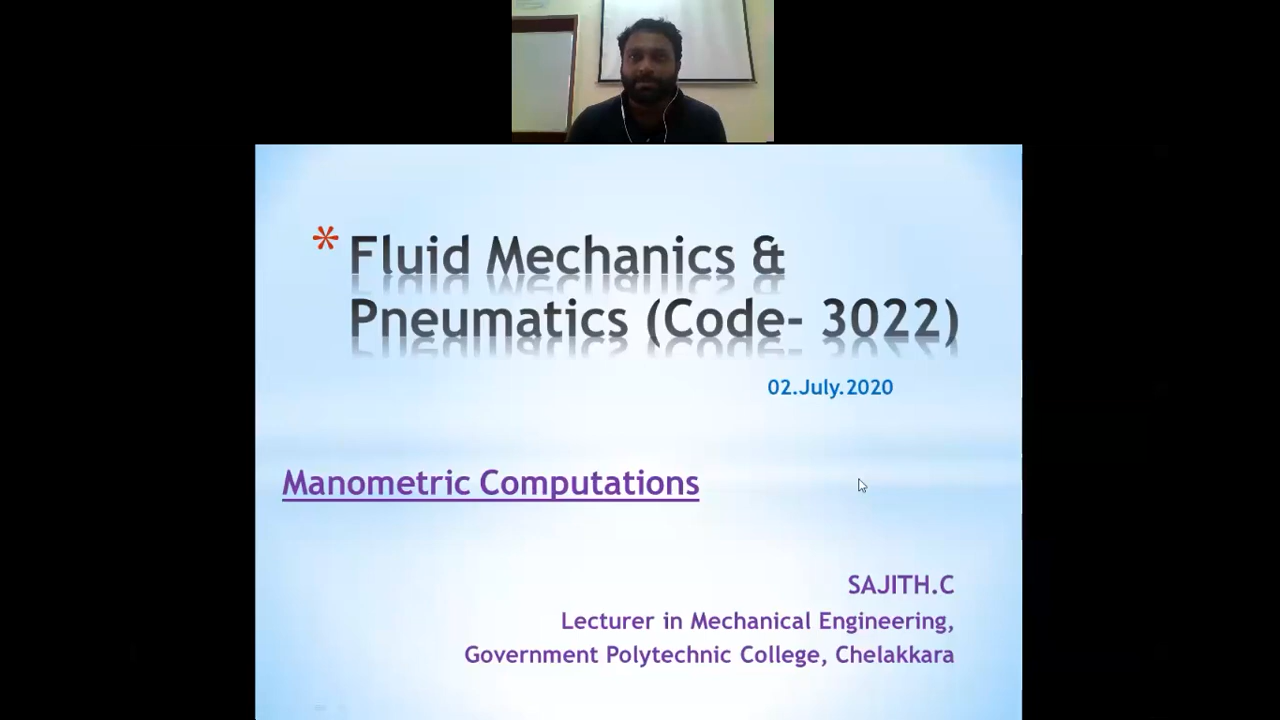 * Fluid Mechanics &
Pneumatics (Code- 3022)
02.July.2020
Manometric Computations
SAJITH.C
Lecturer in Mechanical Engineering,
Government Polytechnic College, Chelakkara